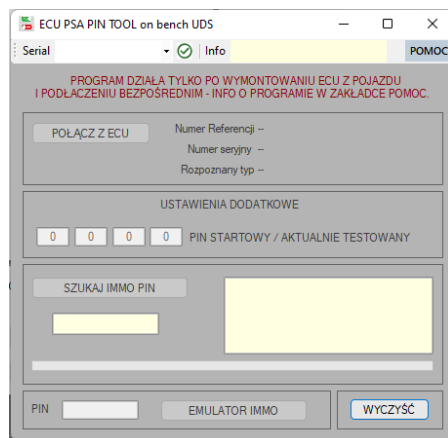 ECU PSA PIN TOOL on bench UDS
Serial Info POMOC
PROGRAM DZIAŁA TYLKO PO WYMONTOWANIU ECU Z POJAZDU
I PODŁĄCZENIU BEZPOŚREDNIM - INFO O PROGRAMIE W ZAKŁADCE POMOC.
POŁĄCZ Z ECU
Numer Referencji --
Numer seryjny --
Rozpoznany typ --
USTAWIENIA DODATKOWE
0 0 0 0 PIN STARTOWY / AKTUALNIE TESTOWANY
SZUKAJ IMMO PIN
PIN EMULATOR IMMO WYCZYŚĆ